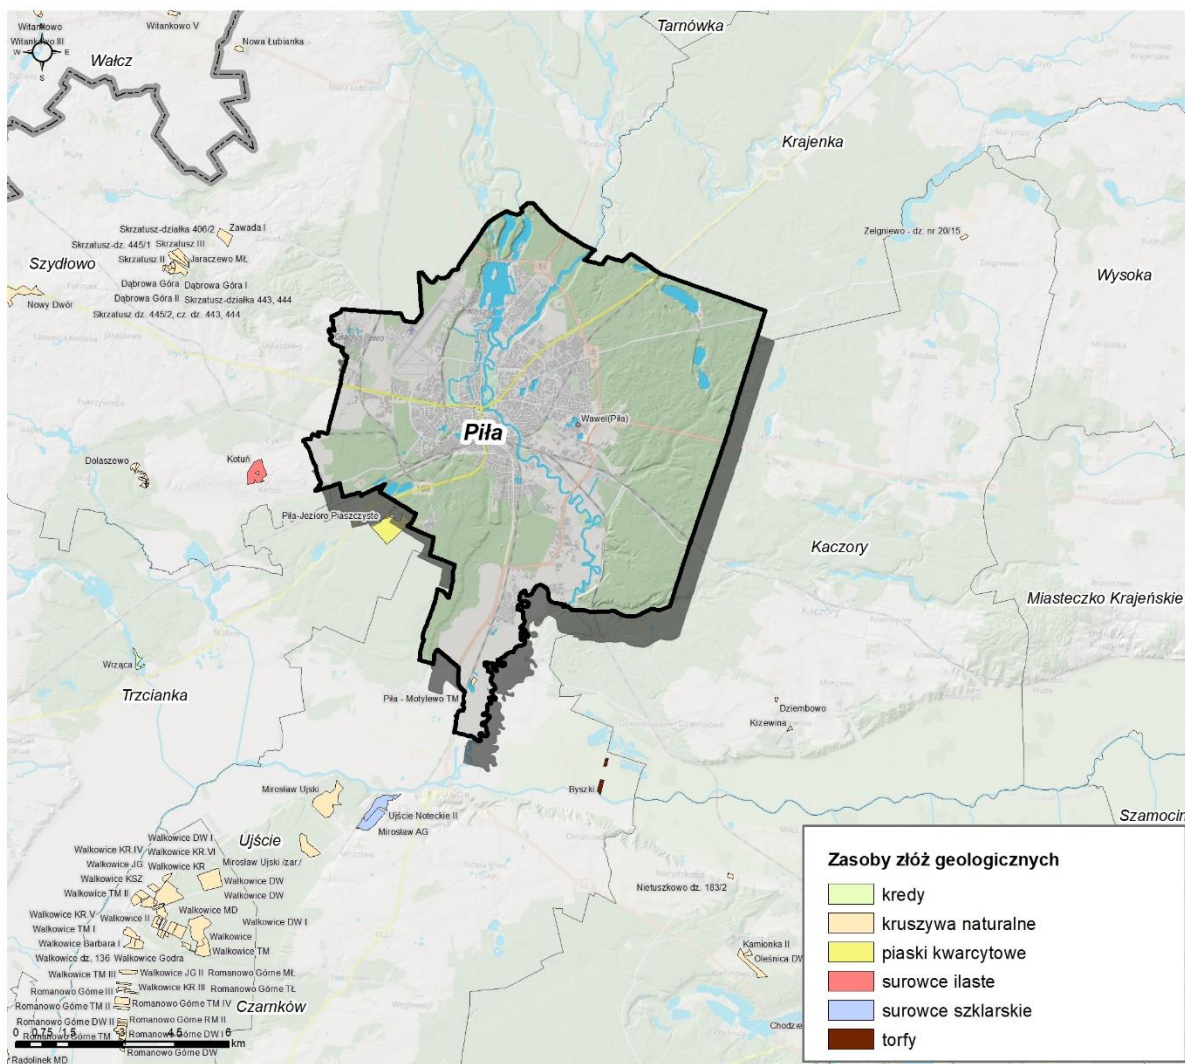 Witankowo
Witankowo V
Witankowo III
N
W
E
S
Nowa Łubianka
Wałcz
Tarnówka
Krajenka
Skrzatusz-działka 406/2
Zawada I
Skrzatusz-dz. 445/1
Skrzatusz III
Szydłowo
Skrzatusz II
Jaraczewo MŁ
Dąbrowa Góra
Dąbrowa Góra I
Nowy Dwór
Dąbrowa Góra II
Skrzatusz-działka 443, 444
Skrzatusz dz. 445/2, cz. dz. 443, 444
Zelgniewo - dz. nr 20/15
Wysoka
Gładyszewo
Wawel(Piła)
Piła
Dolaszewo
Kotuń
Piła-Jezioro Piaszczyste
Kaczory
Miasteczko Krajeńskie
Wrząca
Trzcianka
Piła - Motylewo TM
Dziembowo
Krzewina
Byszki
Mirosław Ujski
Ujście Noteckie II
Mirosław AG
Szamocin
Ujście
Walkowice DW I
Walkowice KR.IV
Walkowice KR.VI
Walkowice JG
Walkowice KR
Mirosław Ujski /zar./
Walkowice KSZ
Walkowice DW
Walkowice TM II
Walkowice DW
Walkowice KR.V
Walkowice II
Walkowice MD
Walkowice DW I
Walkowice TM I
Walkowice
Walkowice Barbara I
Walkowice TM
Walkowice dz. 136
Walkowice Godra
Walkowice TM III
Walkowice JG II
Romanowo Górne MŁ
Romanowo Górne III
Walkowice KR.III
Romanowo Górne TŁ
Romanowo Górne TM II
Romanowo Górne TM IV
Czarnków
Romanowo Górne DW II
Romanowo Górne RM II
Romanowo Górne TM
Romanowo Górne DW I
Radolinek MD
Romanowo Górne DW
0 0.75 1.5 3 4.5 6
km
Nietuszkowo dz. 183/2
Kamionka II
Oleśnica DW
Zasoby złóż geologicznych
kredy
kruszywa naturalne
piaski kwarcytowe
surowce ilaste
surowce szklarskie
torfy